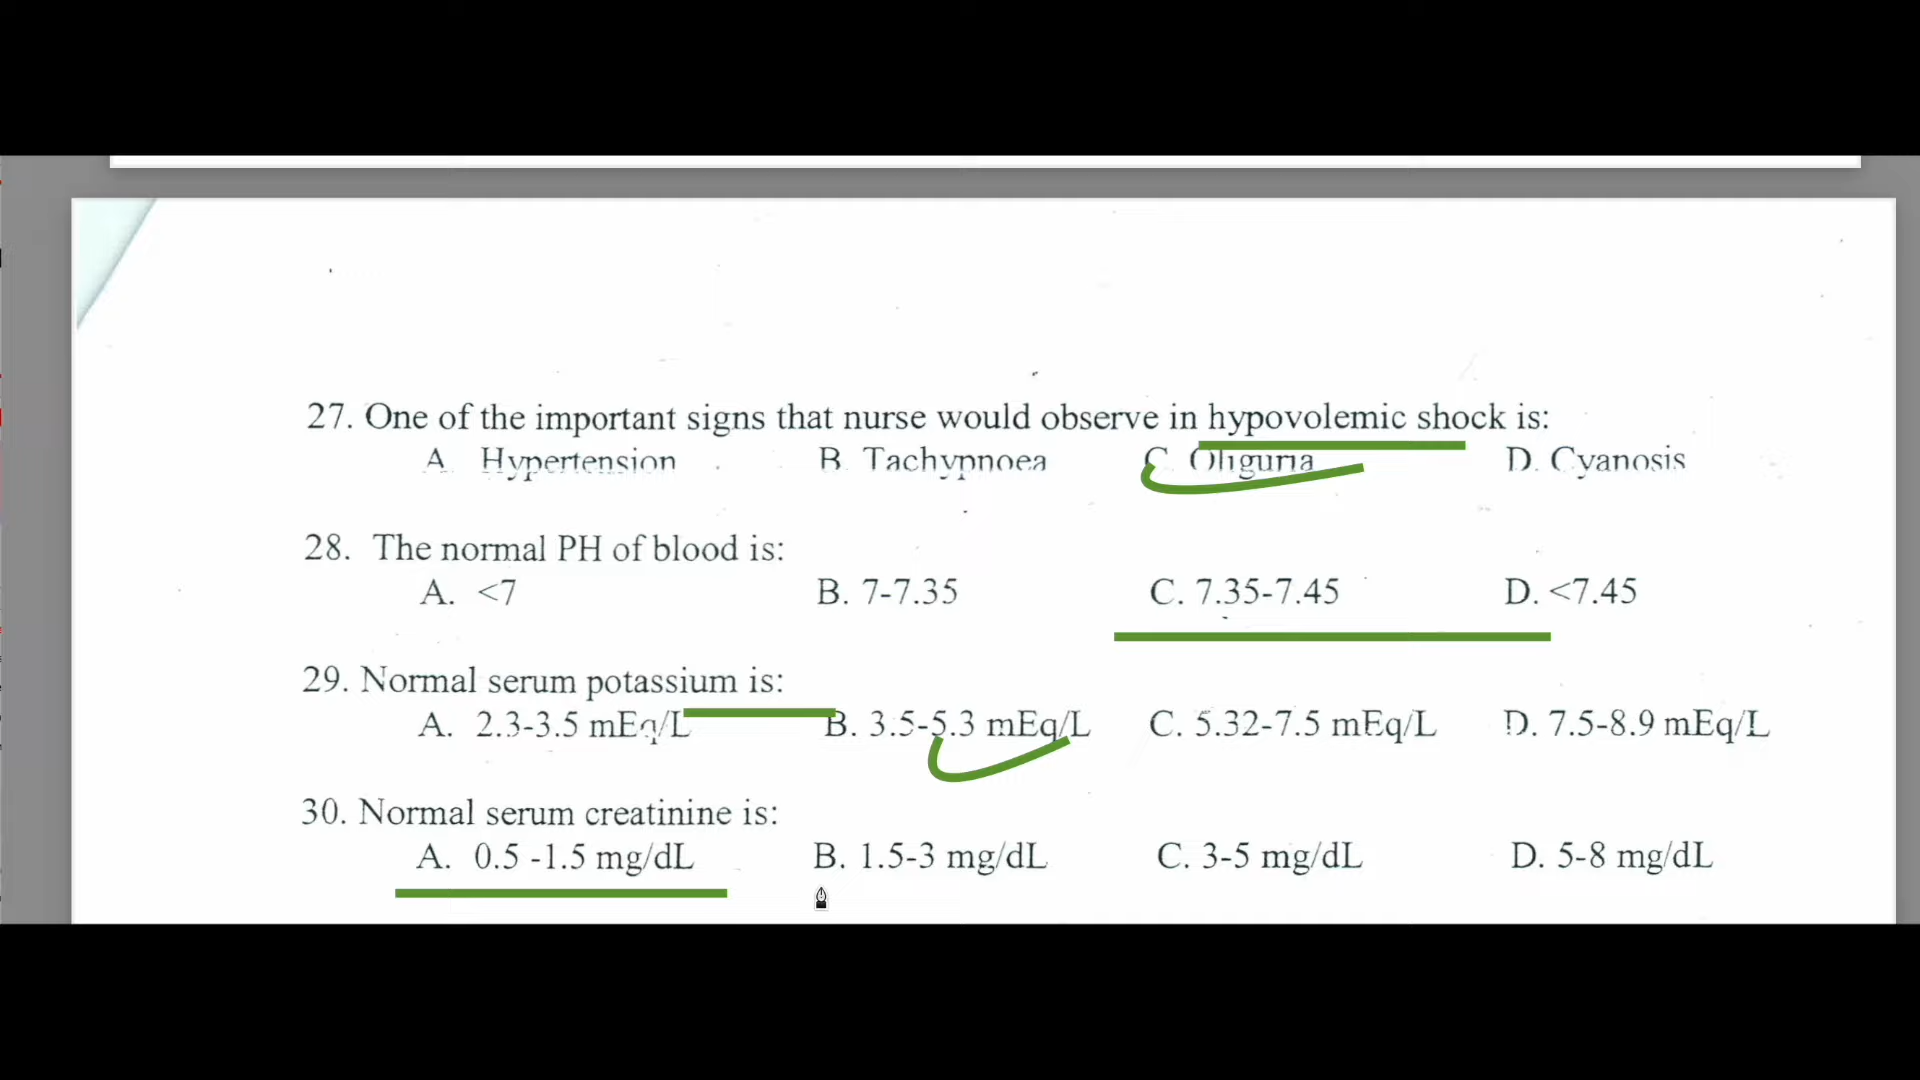 27. One of the important signs that nurse would observe in hypovolemic shock is:
A. Hypertension B. Tachypnoea C. Oliguria D. Cyanosis
28. The normal PH of blood is:
A. <7 B. 7-7.35 C. 7.35-7.45 D. <7.45
29. Normal serum potassium is:
A. 2.3-3.5 mEq/L B. 3.5-5.3 mEq/L C. 5.32-7.5 mEq/L D. 7.5-8.9 mEq/L
30. Normal serum creatinine is:
A. 0.5 -1.5 mg/dL B. 1.5-3 mg/dL C. 3-5 mg/dL D. 5-8 mg/dL